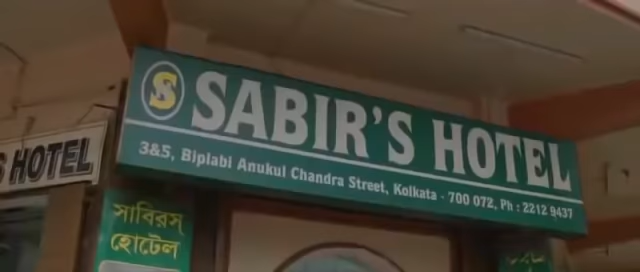 S SABIR'S HOTEL
3&5, Biplabi Anukul Chandra Street, Kolkata - 700 072, Ph : 2212 9437
S HOTEL
সাবিরস্
হোটেল